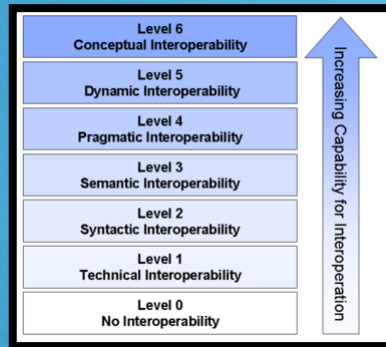 Level 6
Conceptual Interoperability
Level 5
Dynamic Interoperability
Level 4
Pragmatic Interoperability
Level 3
Semantic Interoperability
Level 2
Syntactic Interoperability
Level 1
Technical Interoperability
Level 0
No Interoperability
Increasing Capability for Interoperation